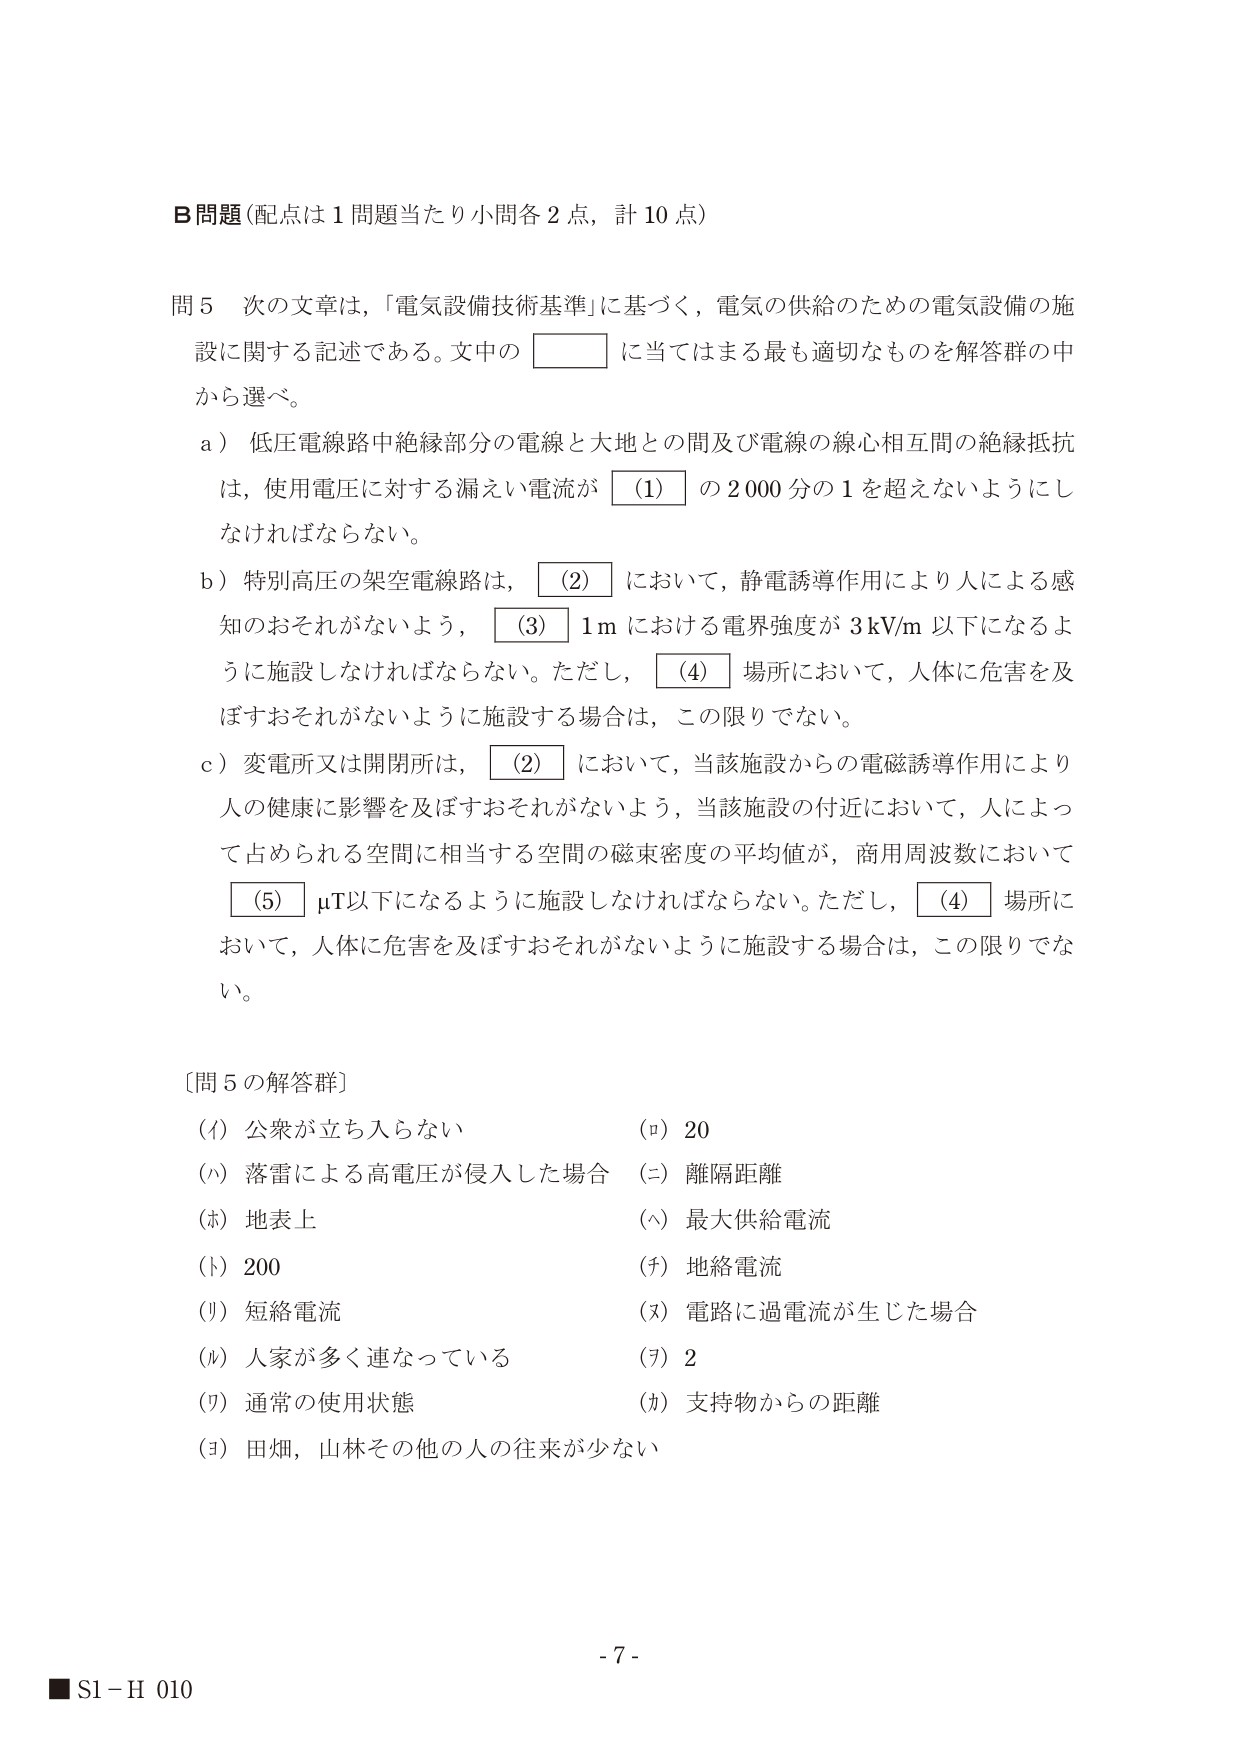 B問題(配点は1問題当たり小問各2点，計10点)
問5　次の文章は，「電気設備技術基準」に基づく，電気の供給のための電気設備の施
設に関する記述である。文中の　　に当てはまる最も適切なものを解答群の中
から選べ。
a） 低圧電線路中絶縁部分の電線と大地との間及び電線の線心相互間の絶縁抵抗
は，使用電圧に対する漏えい電流が (1) の2000分の1を超えないようにし
なければならない。
b）特別高圧の架空電線路は， (2) において，静電誘導作用により人による感
知のおそれがないよう， (3) 1m における電界強度が 3kV/m 以下になるよ
うに施設しなければならない。ただし， (4) 場所において，人体に危害を及
ぼすおそれがないように施設する場合は，この限りでない。
c）変電所又は開閉所は， (2) において，当該施設からの電磁誘導作用により
人の健康に影響を及ぼすおそれがないよう，当該施設の付近において，人によっ
て占められる空間に相当する空間の磁束密度の平均値が，商用周波数において
(5) μT以下になるように施設しなければならない。ただし， (4) 場所に
おいて，人体に危害を及ぼすおそれがないように施設する場合は，この限りでな
い。
〔問5の解答群〕
(イ) 公衆が立ち入らない　(ロ) 20
(ハ) 落雷による高電圧が侵入した場合　(ニ) 離隔距離
(ホ) 地表上　(ヘ) 最大供給電流
(ト) 200　(チ) 地絡電流
(リ) 短絡電流　(ヌ) 電路に過電流が生じた場合
(ル) 人家が多く連なっている　(ヲ) 2
(ワ) 通常の使用状態　(カ) 支持物からの距離
(ヨ) 田畑，山林その他の人の往来が少ない
- 7 -
■ S1－H 010